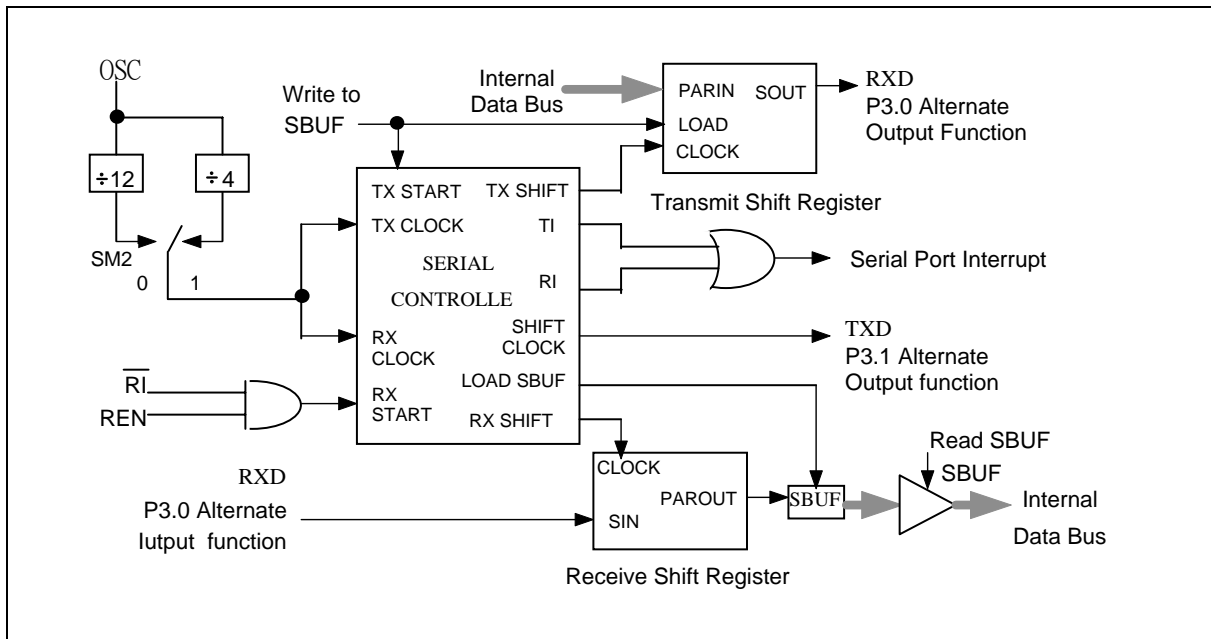 OSC
÷12
÷4
SM2
0 1
Write to
SBUF
Internal
Data Bus
PARIN
SOUT
LOAD
CLOCK
RXD
P3.0 Alternate
Output Function
Transmit Shift Register
TX START
TX SHIFT
TX CLOCK
TI
SERIAL
RI
CONTROLLE
SHIFT
CLOCK
RX
CLOCK
LOAD SBUF
RX
START
RX SHIFT
Serial Port Interrupt
TXD
P3.1 Alternate
Output function
R̅I̅
REN
RXD
P3.0 Alternate
Iutput function
CLOCK
PAROUT
SIN
Receive Shift Register
SBUF
Read SBUF
SBUF
Internal
Data Bus